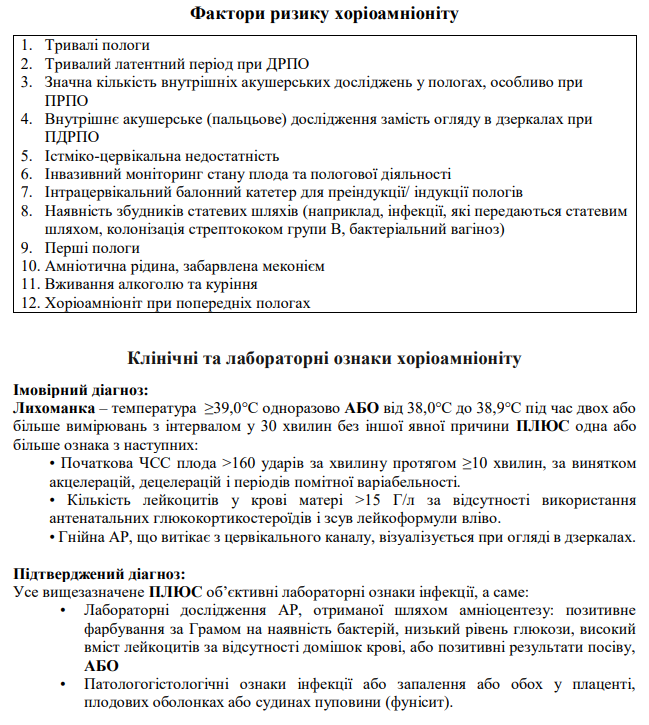 Фактори ризику хоріоамніоніту
1. Тривалі пологи
2. Тривалий латентний період при ДРПО
3. Значна кількість внутрішніх акушерських досліджень у пологах, особливо при
ПРПО
4. Внутрішнє акушерське (пальцьове) дослідження замість огляду в дзеркалах при
ПДРПО
5. Істміко-цервікальна недостатність
6. Інвазивний моніторинг стану плода та пологової діяльності
7. Інтрацервікальний балонний катетер для преіндукції/ індукції пологів
8. Наявність збудників статевих шляхів (наприклад, інфекції, які передаються статевим
шляхом, колонізація стрептококом групи В, бактеріальний вагіноз)
9. Перші пологи
10. Амніотична рідина, забарвлена меконієм
11. Вживання алкоголю та куріння
12. Хоріоамніоніт при попередніх пологах
Клінічні та лабораторні ознаки хоріоамніоніту
Імовірний діагноз:
Лихоманка – температура ≥39,0°C одноразово АБО від 38,0°C до 38,9°C під час двох або
більше вимірювань з інтервалом у 30 хвилин без іншої явної причини ПЛЮС одна або
більше ознака з наступних:
• Початкова ЧСС плода >160 ударів за хвилину протягом ≥10 хвилин, за винятком
акцелерацій, децелерацій і періодів помітної варіабельності.
• Кількість лейкоцитів у крові матері >15 Г/л за відсутності використання
антенатальних глюкокортикостероїдів і зсув лейкоформули вліво.
• Гнійна АР, що витікає з цервікального каналу, візуалізується при огляді в дзеркалах.
Підтверджений діагноз:
Усе вищезазначене ПЛЮС об’єктивні лабораторні ознаки інфекції, а саме:
• Лабораторні дослідження АР, отриманої шляхом амніоцентезу: позитивне
фарбування за Грамом на наявність бактерій, низький рівень глюкози, високий
вміст лейкоцитів за відсутності домішок крові, або позитивні результати посіву,
АБО
• Патологогістологічні ознаки інфекції або запалення або обох у плаценті,
плодових оболонках або судинах пуповини (фунісит).